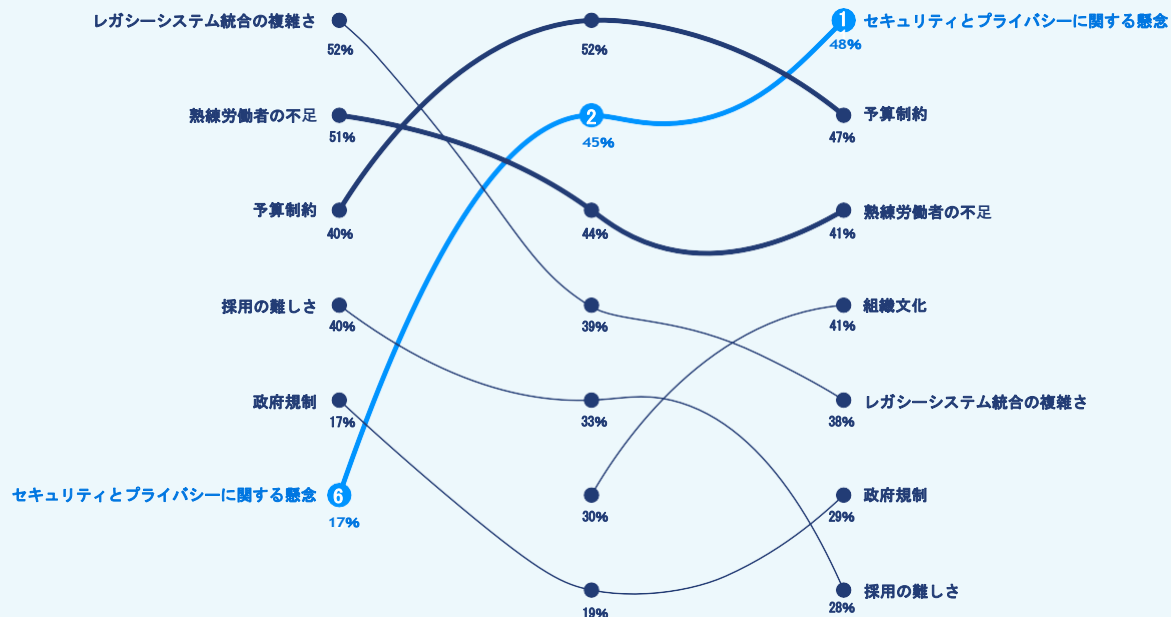 レガシーシステム統合の複雑さ
52%
52%
1 セキュリティとプライバシーに関する懸念
48%
熟練労働者の不足
51%
2
45%
予算制約
47%
予算制約
40%
44%
熟練労働者の不足
41%
採用の難しさ
40%
39%
組織文化
41%
政府規制
17%
33%
レガシーシステム統合の複雑さ
38%
セキュリティとプライバシーに関する懸念 6
17%
30%
政府規制
29%
19%
採用の難しさ
28%